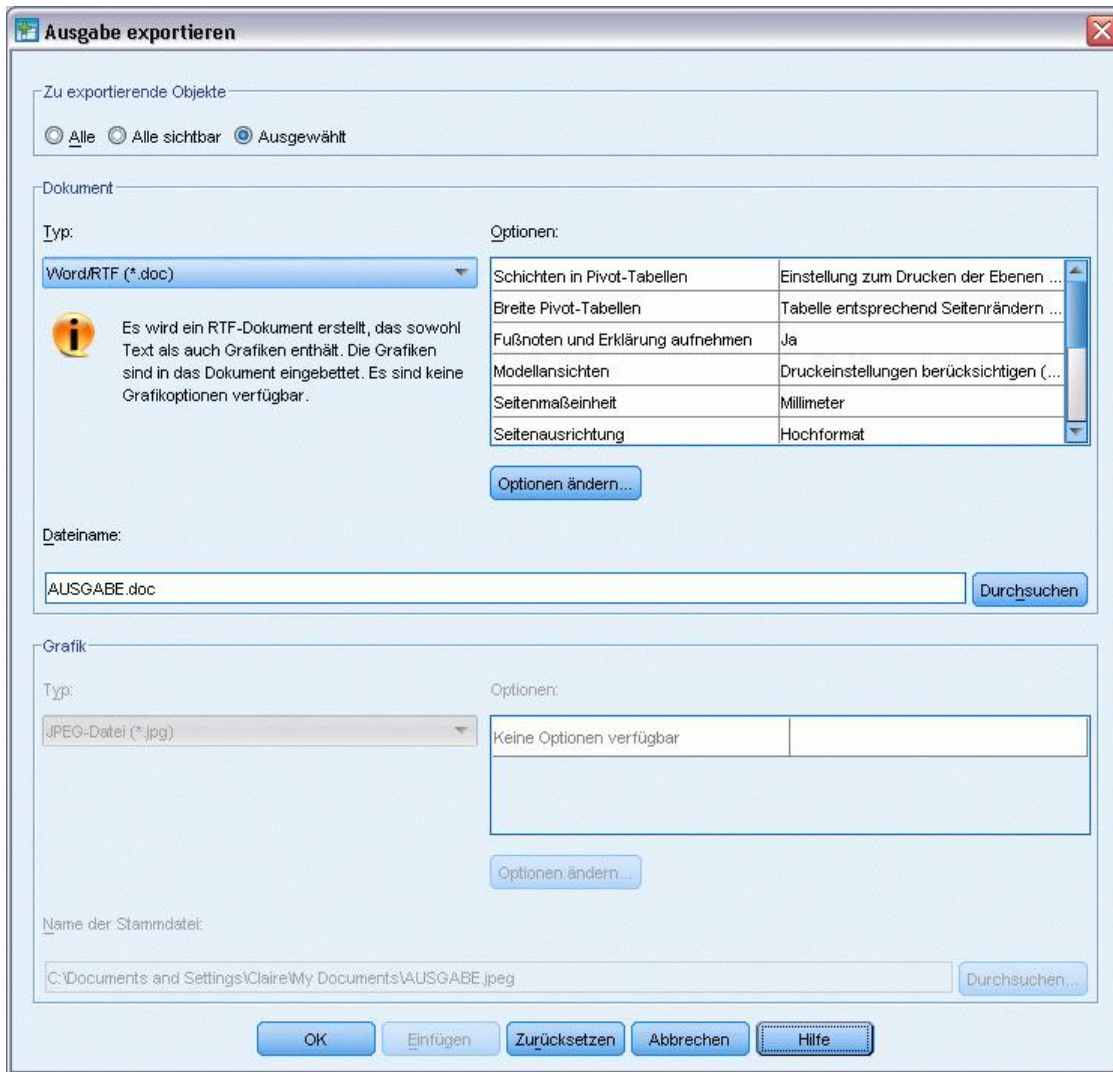 Ausgabe exportieren
Zu exportierende Objekte
Alle Alle sichtbar Ausgewählt
Dokument
Typ:
Word/RTF (*.doc)
Es wird ein RTF-Dokument erstellt, das sowohl
Text als auch Grafiken enthält. Die Grafiken
sind in das Dokument eingebettet. Es sind keine
Grafikoptionen verfügbar.
Optionen:
Schichten in Pivot-Tabellen Einstellung zum Drucken der Ebenen ...
Breite Pivot-Tabellen Tabelle entsprechend Seitenrändern ...
Fußnoten und Erklärung aufnehmen Ja
Modellansichten Druckeinstellungen berücksichtigen (...
Seitenmaßeinheit Millimeter
Seitenausrichtung Hochformat
Optionen ändern...
Dateiname:
AUSGABE.doc Durchsuchen
Grafik
Typ:
JPEG-Datei (*.jpg)
Optionen:
Keine Optionen verfügbar
Optionen ändern...
Name der Stammdatei:
C:\Documents and Settings\Claire\My Documents\AUSGABE.jpeg Durchsuchen...
OK Einfügen Zurücksetzen Abbrechen Hilfe